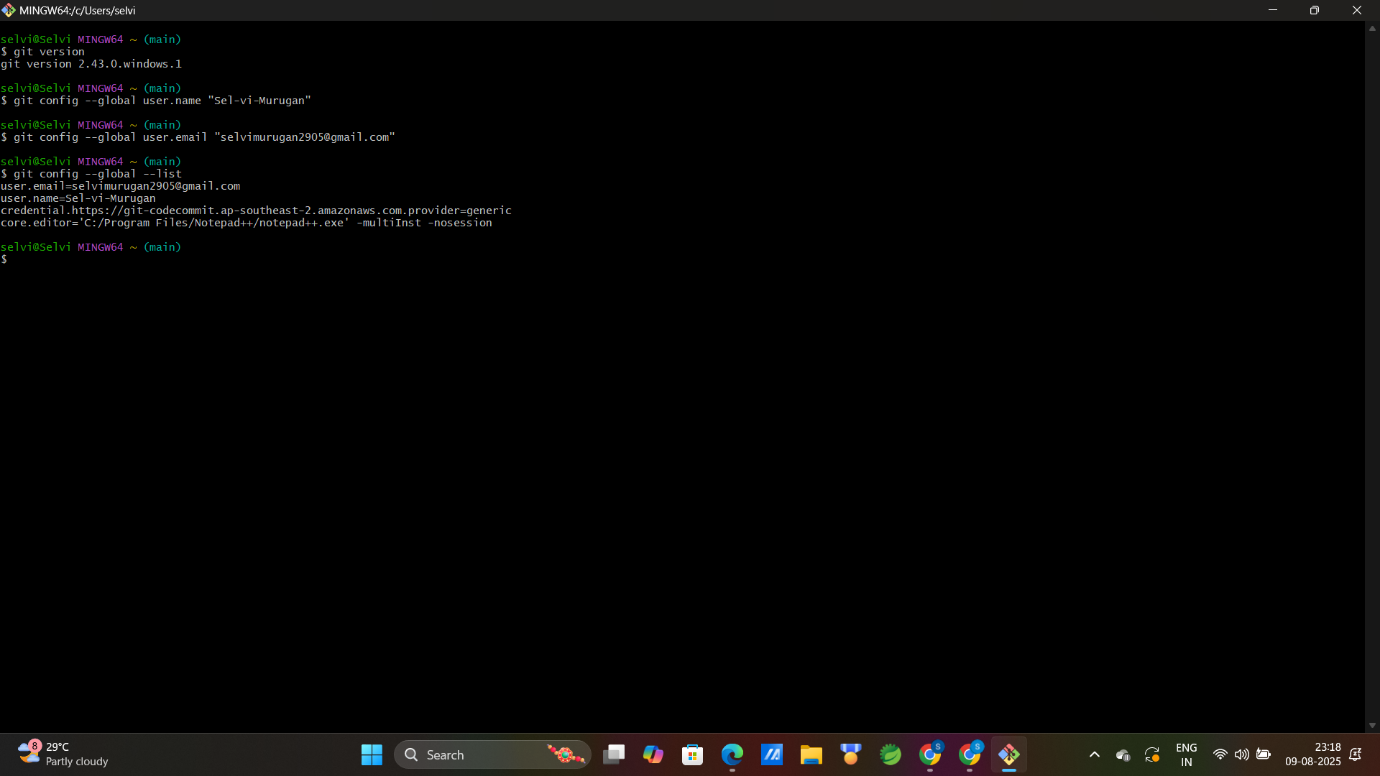 MINGW64:/c/Users/selvi
selvi@Selvi MINGW64 ~ (main)
$ git version
git version 2.43.0.windows.1
selvi@Selvi MINGW64 ~ (main)
$ git config --global user.name "Sel-vi-Murugan"
selvi@Selvi MINGW64 ~ (main)
$ git config --global user.email "selvimurugan2905@gmail.com"
selvi@Selvi MINGW64 ~ (main)
$ git config --global --list
user.email=selvimurugan2905@gmail.com
user.name=Sel-vi-Murugan
credential.https://git-codecommit.ap-southeast-2.amazonaws.com.provider=generic
core.editor='C:/Program Files/Notepad++/notepad++.exe' -multiInst -nosession
selvi@Selvi MINGW64 ~ (main)
$
8
29°C
Partly cloudy
Search
S
S
ENG
IN
23:18
09-08-2025